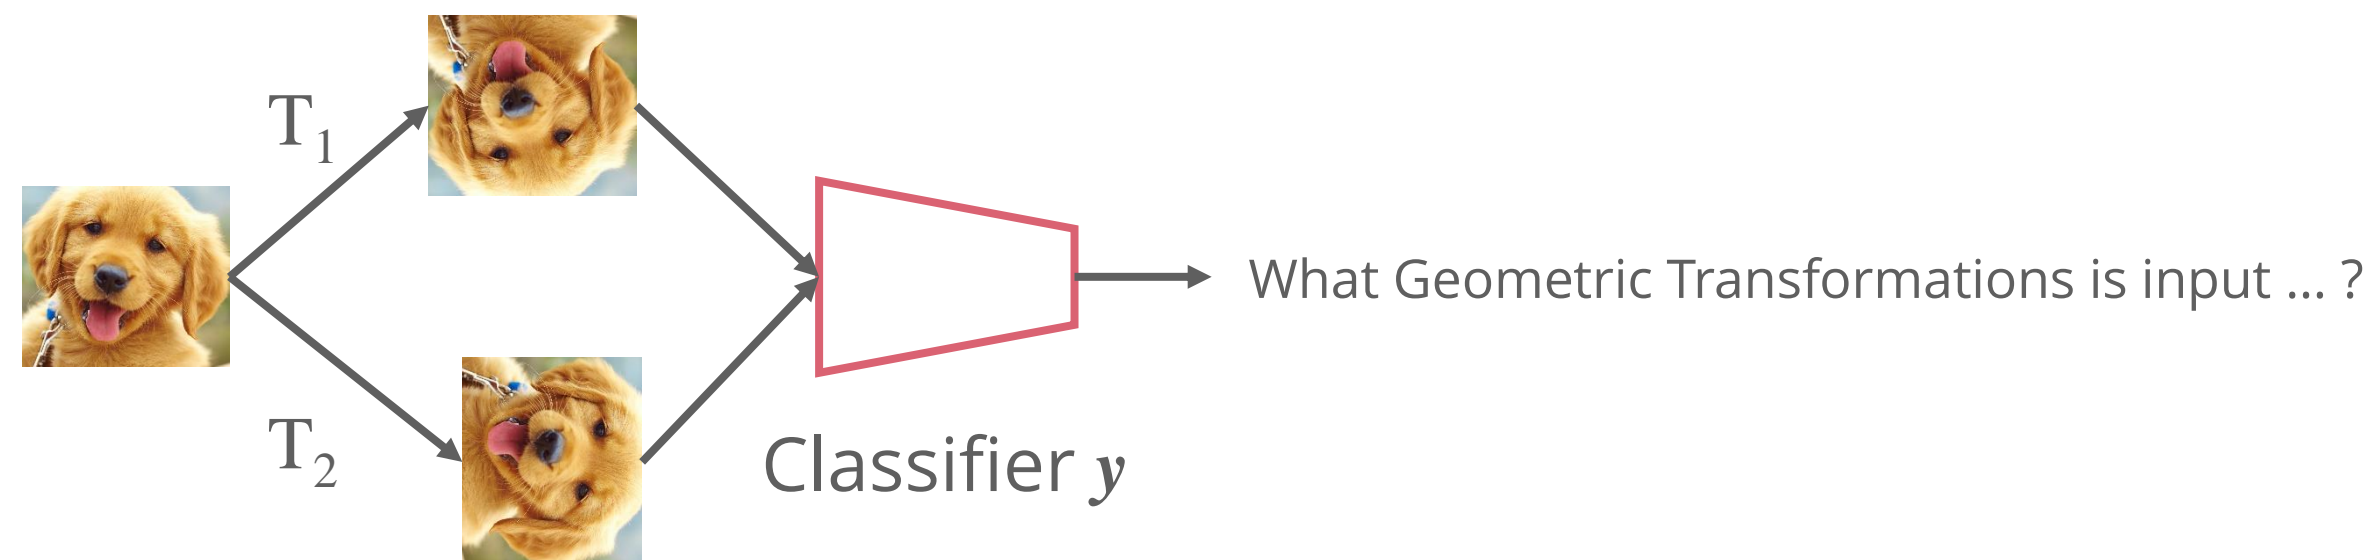 T1
T2
Classifier y
What Geometric Transformations is input ... ?